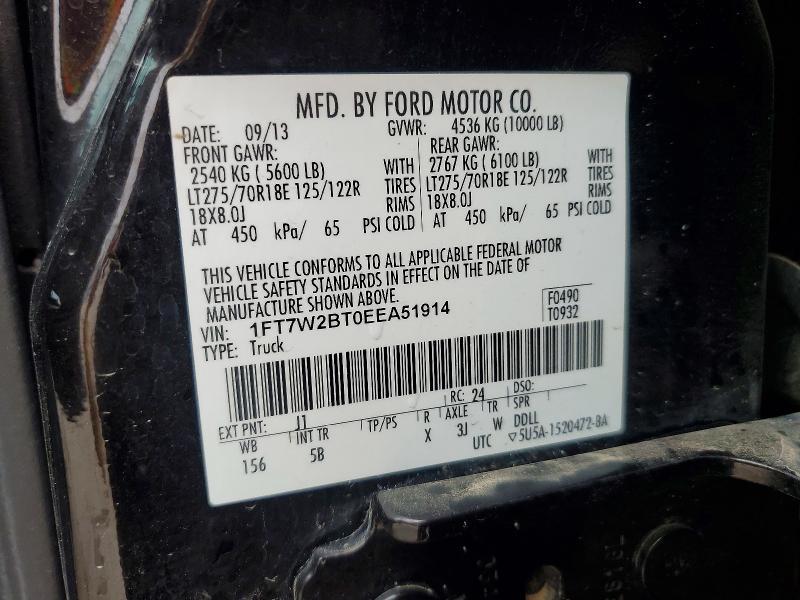 MFD. BY FORD MOTOR CO.
DATE: 09/13 GVWR: 4536 KG (10000 LB)
FRONT GAWR: REAR GAWR:
2540 KG ( 5600 LB) WITH 2767 KG ( 6100 LB) WITH
LT275/70R18E 125/122R TIRES LT275/70R18E 125/122R TIRES
18X8.0J RIMS 18X8.0J RIMS
AT 450 kPa/ 65 PSI COLD AT 450 kPa/ 65 PSI COLD
THIS VEHICLE CONFORMS TO ALL APPLICABLE FEDERAL MOTOR
VEHICLE SAFETY STANDARDS IN EFFECT ON THE DATE OF
MANUFACTURE SHOWN ABOVE.
VIN: 1FT7W2BT0EEA51914 F0490
TYPE: Truck T0932
EXT PNT: J1 RC: 24 DSO:
WB INT TR TP/PS R AXLE TR SPR
156 5B X 3J W DDLL
UTC ▽5U5A-1520472-BA